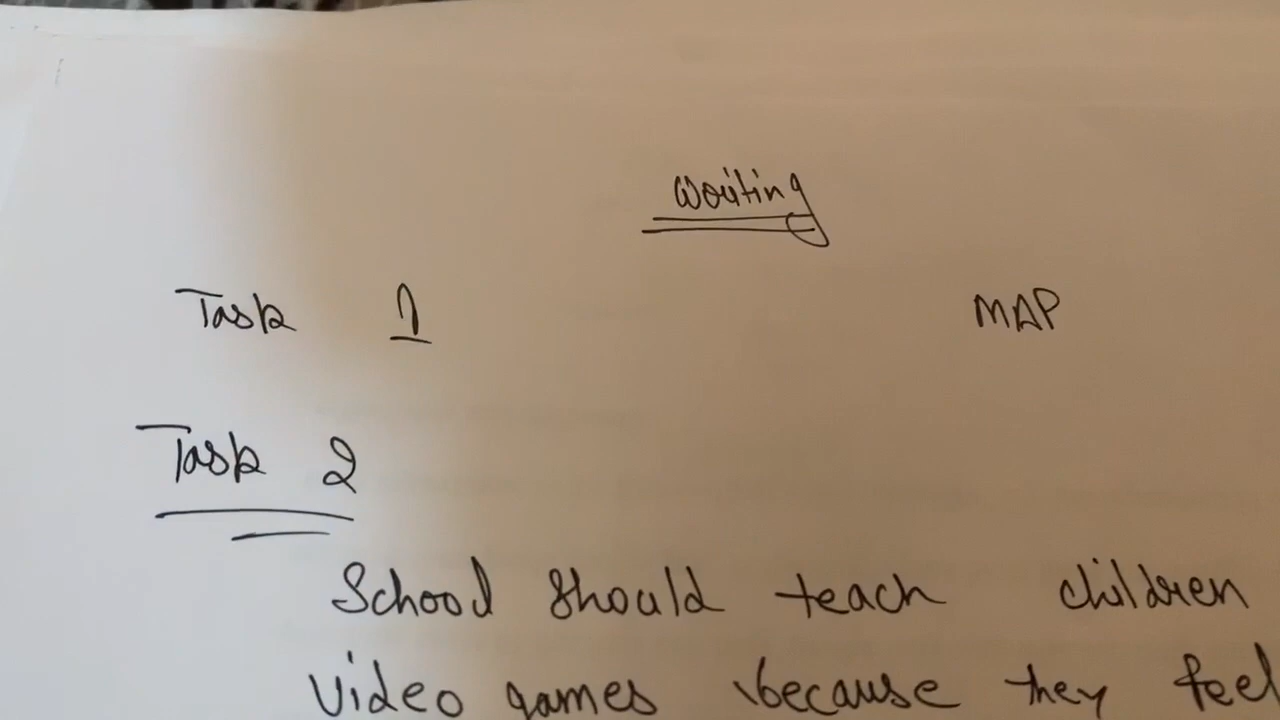 Writing
Task 1 MAP
Task 2
School should teach children
video games because they feel